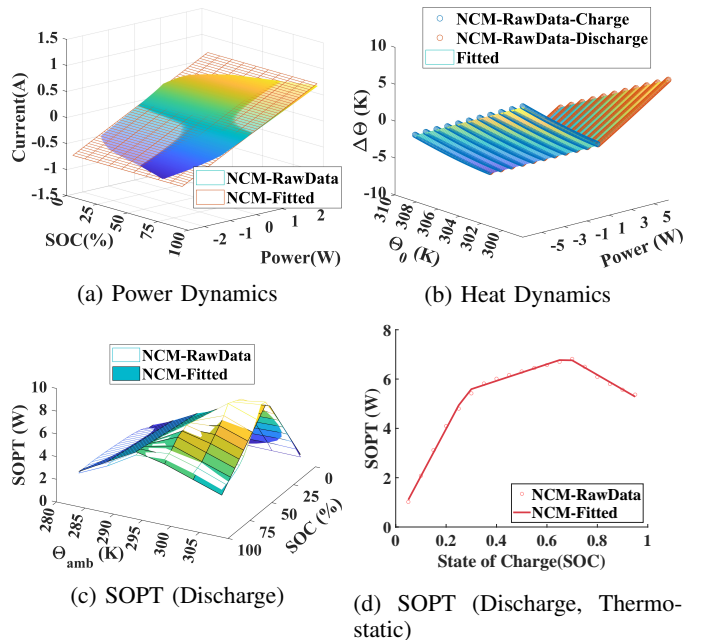 1.5
1
0.5
0
-0.5
-1
-1.5
Current(A)
0
25
50
75
100
SOC(%)
-2
-1
0
1
2
Power(W)
NCM-RawData
NCM-Fitted
(a) Power Dynamics
NCM-RawData-Charge
NCM-RawData-Discharge
Fitted
10
5
0
-5
-10
ΔΘ (K)
310
308
306
304
302
300
Θ0 (K)
-5
-3
-1
1
3
5
Power (W)
(b) Heat Dynamics
NCM-RawData
NCM-Fitted
10
8
6
4
2
0
SOPT (W)
280
285
290
295
300
305
Θamb (K)
0
25
50
75
100
SOC (%)
(c) SOPT (Discharge)
8
6
4
2
0
SOPT (W)
NCM-RawData
NCM-Fitted
0
0.2
0.4
0.6
0.8
1
State of Charge(SOC)
(d) SOPT (Discharge, Thermo-
static)